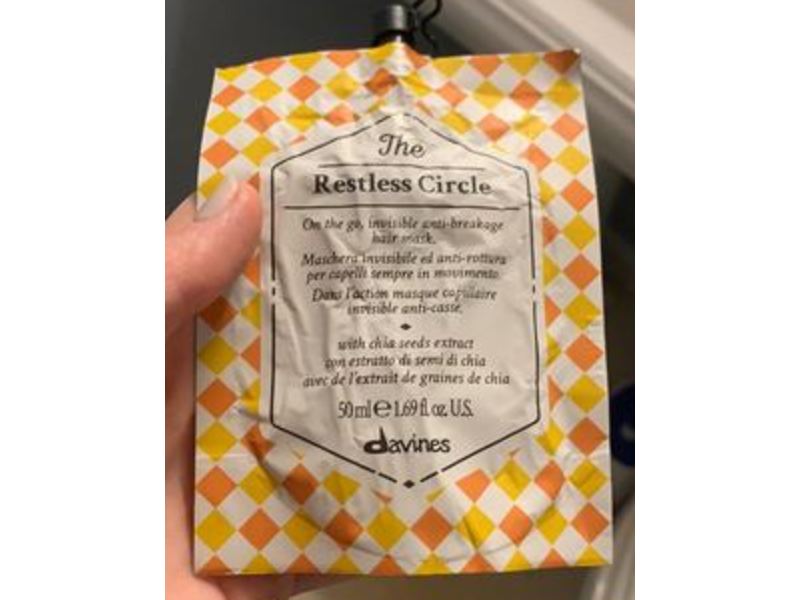 The
Restless Circle
On the go, invisible anti-breakage
hair mask.
Maschera invisibile ed anti-rottura
per capelli sempre in movimento.
Dans l'action masque capillaire
invisible anti-casse.
with chia seeds extract
con estratto di semi di chia
avec de l'extrait de graines de chia
50 ml ℮ 1.69 fl. oz. U.S.
davines